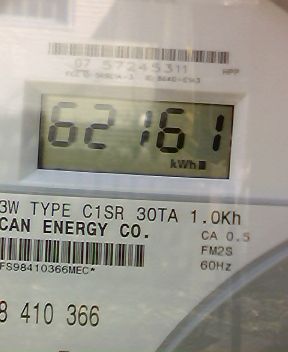 07 57245311
HPP
62161
kWh
3W TYPE C1SR 30TA 1.0Kh
CAN ENERGY CO.
CA 0.5
FM2S
60Hz
FS98410366MEC*
8 410 366